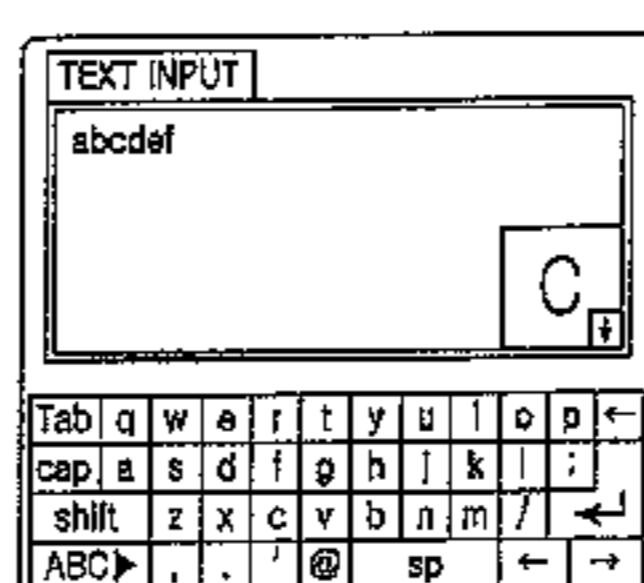 TEXT INPUT
abcdef
C
↓
Tab q w e r t y u i o p ←
cap. a s d f g h j k l ;
shift z x c v b n m / ↵
ABC▶ , . ' @ sp ← →